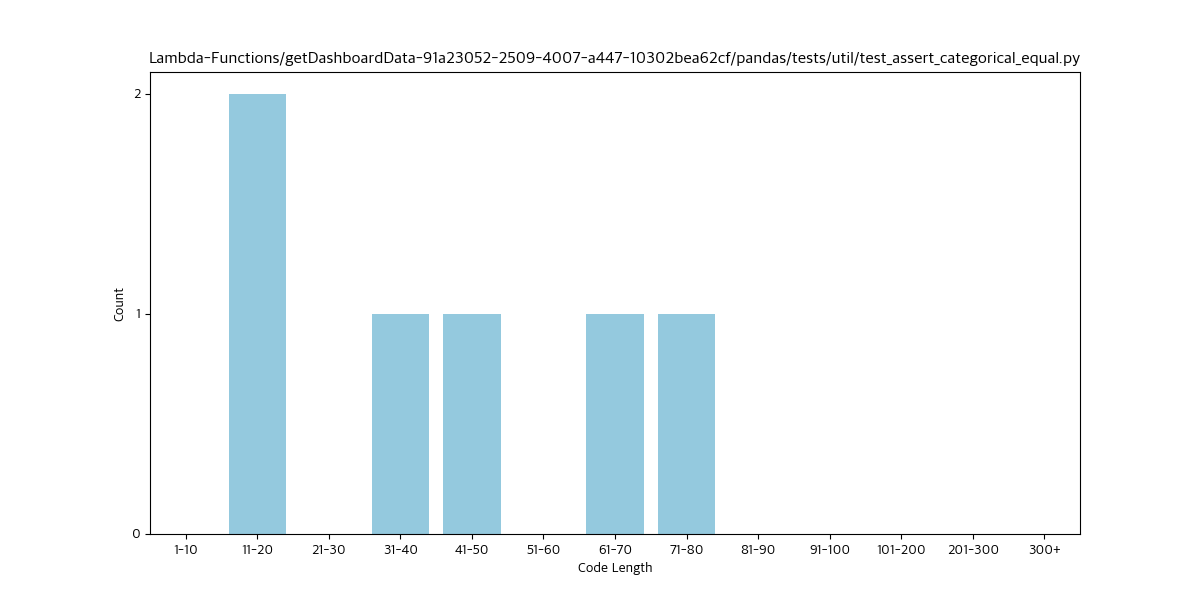 Lambda-Functions/getDashboardData-91a23052-2509-4007-a447-10302bea62cf/pandas/tests/util/test_assert_categorical_equal.py
2
1
0
Count
1-10 11-20 21-30 31-40 41-50 51-60 61-70 71-80 81-90 91-100 101-200 201-300 300+
Code Length